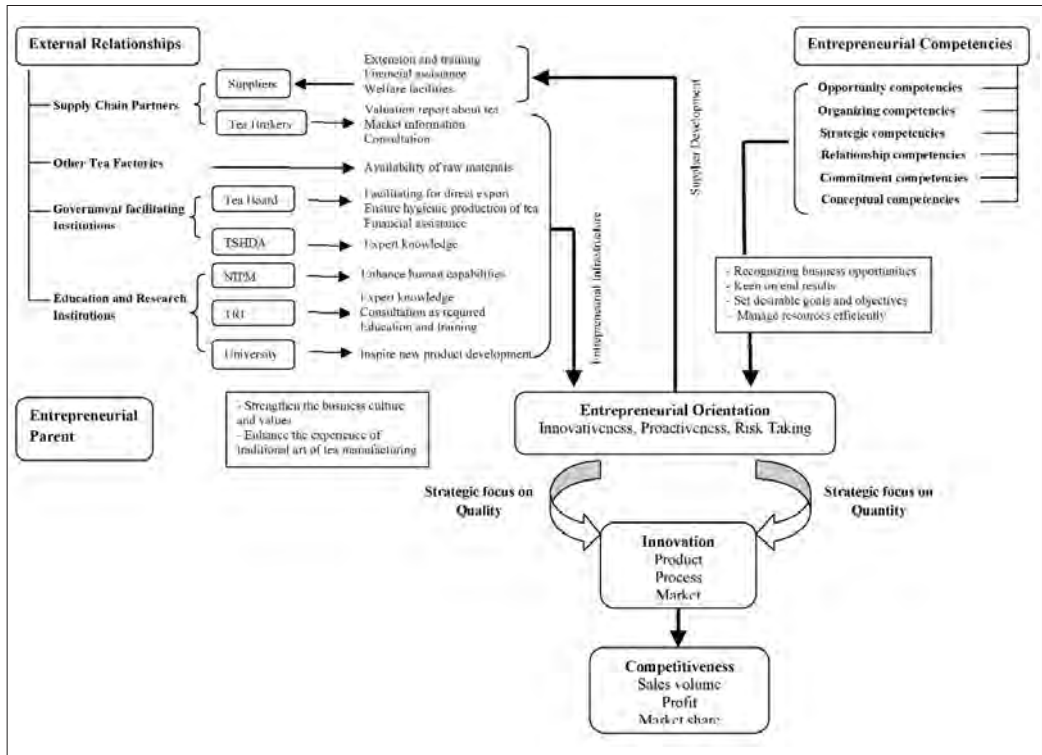 External Relationships
Supply Chain Partners
Suppliers
Extension and training
Financial assistance
Welfare facilities
Tea Brokers
Valuation report about tea
Market information
Consultation
Other Tea Factories
Availability of raw materials
Government facilitating
Institutions
Tea Board
Facilitating for direct export
Ensure hygienic production of tea
Financial assistance
TSHDA
Expert knowledge
Education and Research
Institutions
NIPM
Enhance human capabilities
TRI
Expert knowledge
Consultation as required
Education and training
University
Inspire new product development
Entrepreneurial Infrastructure
Supplier Development
Entrepreneurial Competencies
Opportunity competencies
Organizing competencies
Strategic competencies
Relationship competencies
Commitment competencies
Conceptual competencies
- Recognizing business opportunities
- Keen on end results
- Set desirable goals and objectives
- Manage resources efficiently
Entrepreneurial
Parent
- Strengthen the business culture
and values
- Enhance the experience of
traditional art of tea manufacturing
Entrepreneurial Orientation
Innovativeness, Proactiveness, Risk Taking
Strategic focus on
Quality
Strategic focus on
Quantity
Innovation
Product
Process
Market
Competitiveness
Sales volume
Profit
Market share